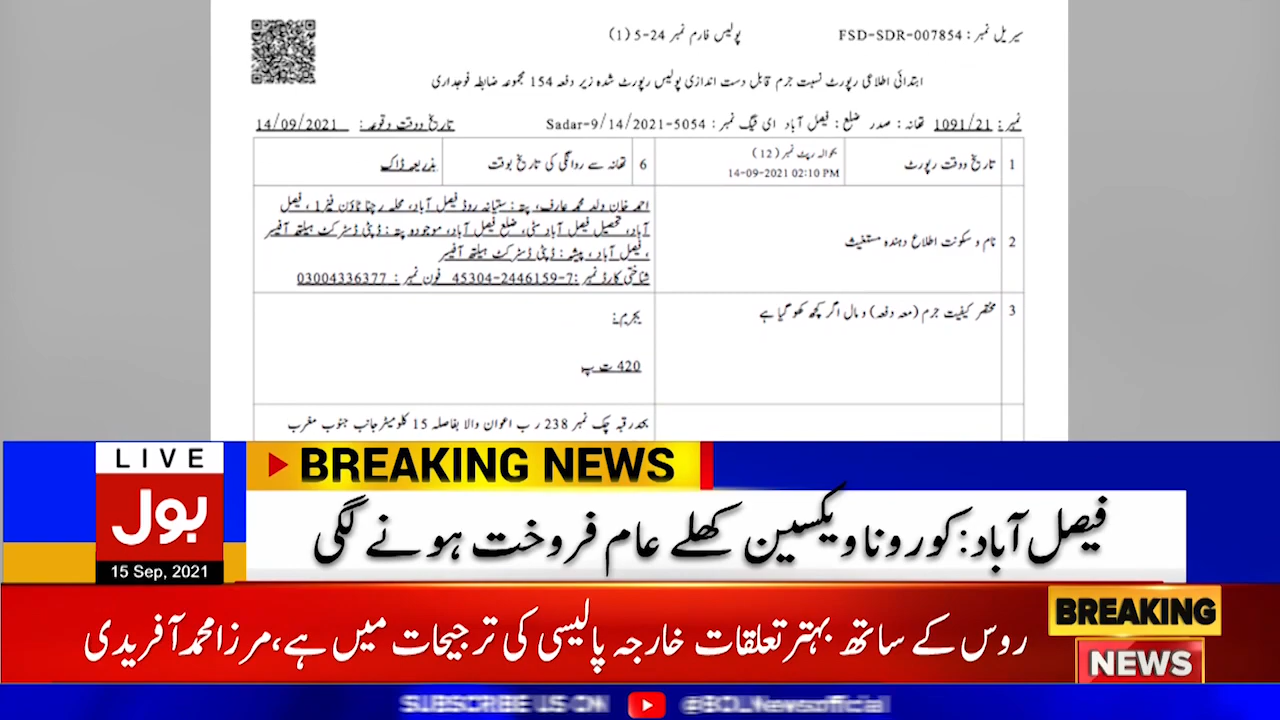 سیریل نمبر : FSD-SDR-007854
پولیس فارم نمبر 24-5 (1)
ابتدائی اطلاعی رپورٹ نسبت جرم قابل دست اندازی پولیس رپورٹ شدہ زیر دفعہ 154 مجموعہ ضابطہ فوجداری
نمبر : 1091/21 تھانہ : صدر ضلع : فیصل آباد ای ٹیگ نمبر : Sadar-9/14/2021-5054 تاریخ ووقت وقوعہ : 14/09/2021
1 تاریخ ووقت رپورٹ
بحوالہ رپٹ نمبر (12)
14-09-2021 02:10 PM
6 تھانہ سے روانگی کی تاریخ بوقت
بذریعہ ڈاک
2 نام و سکونت اطلاع دہندہ مستغیث
احمد خان ولد محمد عارف، پتہ : ستیانہ روڈ فیصل آباد، محلہ رچنا ٹاؤن فیز 1 ، فیصل
آباد، تحصیل فیصل آباد سٹی، ضلع فیصل آباد، موجودہ پتہ : ڈپٹی ڈسٹرکٹ ہیلتھ آفیسر
، فیصل آباد ، پیشہ : ڈپٹی ڈسٹرکٹ ہیلتھ آفیسر
شناختی کارڈ نمبر : 45304-2446159-7 فون نمبر : 03004336377
3 مختصر کیفیت جرم (معہ دفعہ) و مال اگر کچھ کھو گیا ہے
بجرم :
420 ت پ
بحد رقبہ چک نمبر 238 ر ب اعوان والا بفاصلہ 15 کلومیٹر جانب جنوب مغرب
LIVE
BREAKING NEWS
بول
فیصل آباد: کورونا ویکسین کھلے عام فروخت ہونے لگی
15 Sep, 2021
BREAKING
NEWS
روس کے ساتھ بہتر تعلقات خارجہ پالیسی کی ترجیحات میں ہے، مرزا محمد آفریدی
SUBSCRIBE US ON @BOLNewsofficial